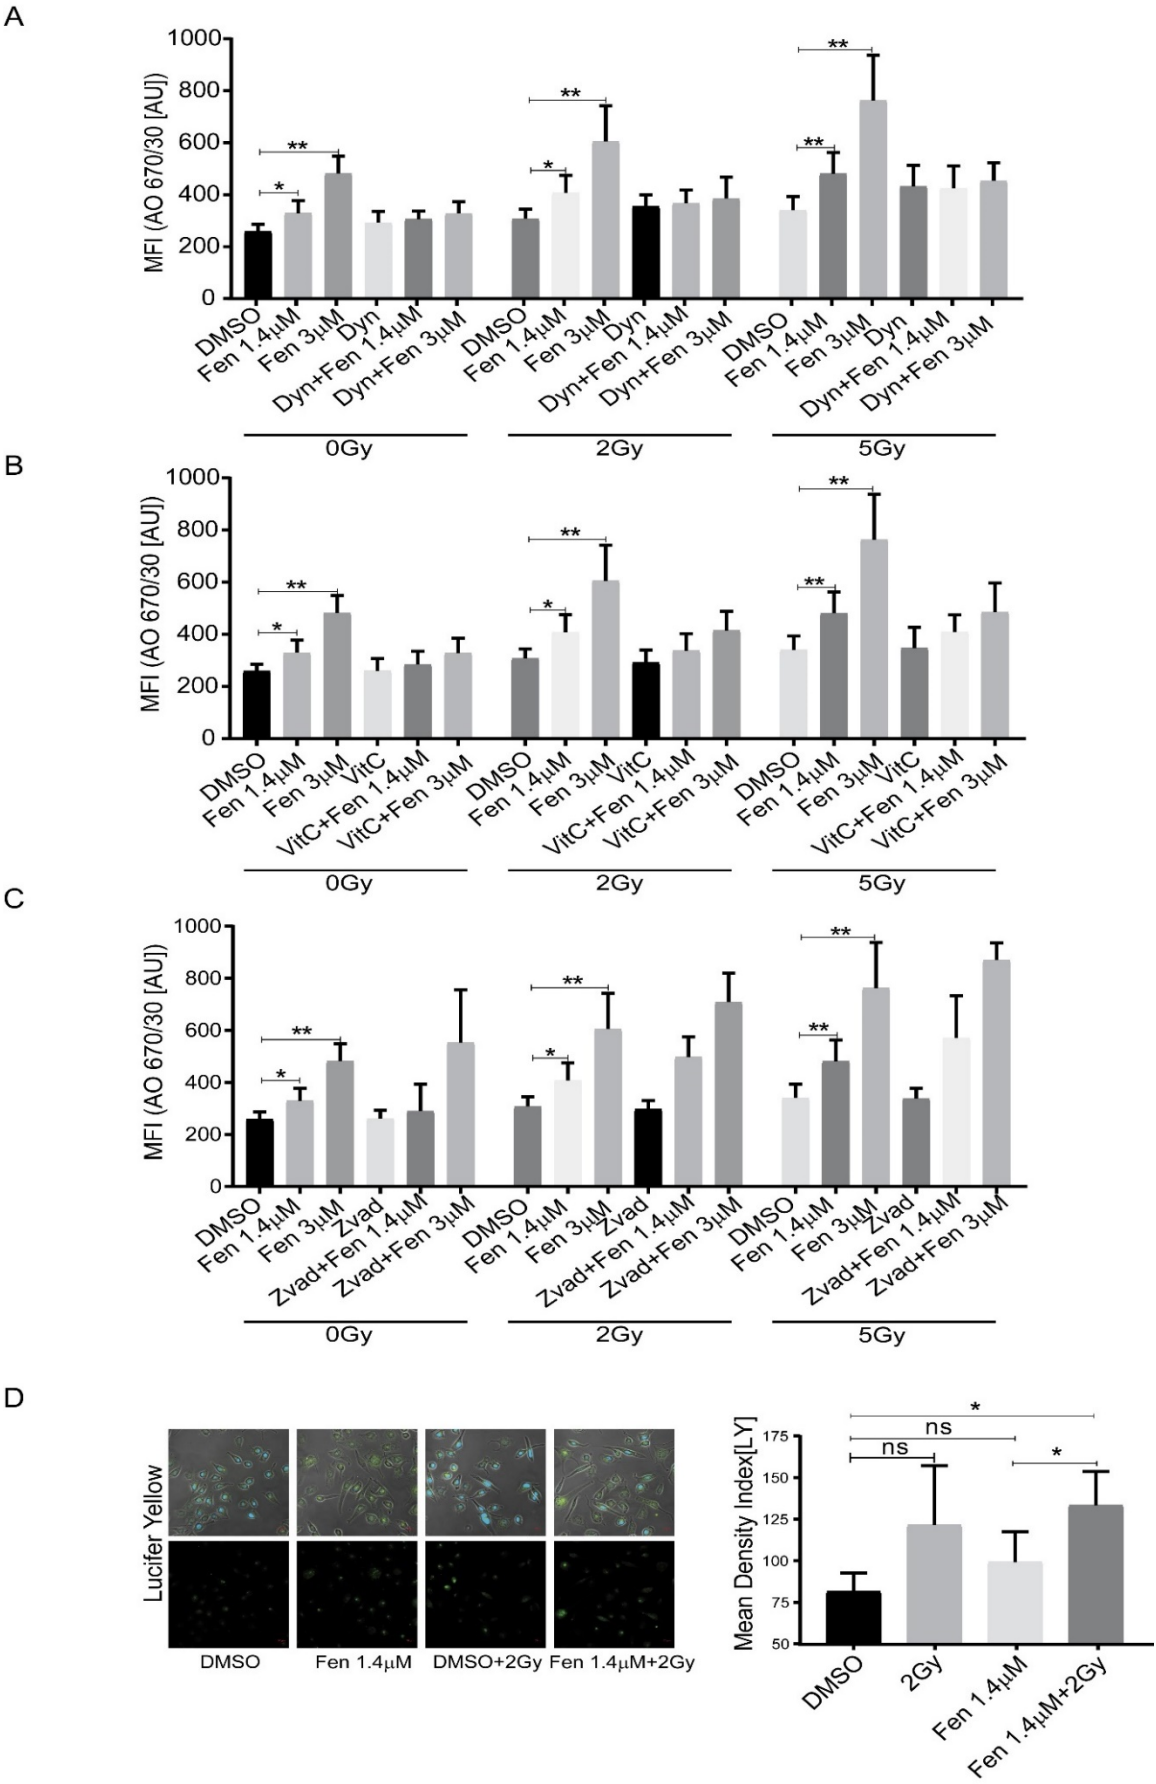 A
MFI (AO 670/30 [AU])
1000
800
600
400
200
0
** * ** * ** **
DMSO Fen 1.4μM Fen 3μM Dyn Dyn+Fen 1.4μM Dyn+Fen 3μM DMSO Fen 1.4μM Fen 3μM Dyn Dyn+Fen 1.4μM Dyn+Fen 3μM DMSO Fen 1.4μM Fen 3μM Dyn Dyn+Fen 1.4μM Dyn+Fen 3μM
0Gy 2Gy 5Gy
B
MFI (AO 670/30 [AU])
1000
800
600
400
200
0
** * ** * ** **
DMSO Fen 1.4μM Fen 3μM VitC VitC+Fen 1.4μM VitC+Fen 3μM DMSO Fen 1.4μM Fen 3μM VitC VitC+Fen 1.4μM VitC+Fen 3μM DMSO Fen 1.4μM Fen 3μM VitC VitC+Fen 1.4μM VitC+Fen 3μM
0Gy 2Gy 5Gy
C
MFI (AO 670/30 [AU])
1000
800
600
400
200
0
** * ** * ** **
DMSO Fen 1.4μM Fen 3μM Zvad Zvad+Fen 1.4μM Zvad+Fen 3μM DMSO Fen 1.4μM Fen 3μM Zvad Zvad+Fen 1.4μM Zvad+Fen 3μM DMSO Fen 1.4μM Fen 3μM Zvad Zvad+Fen 1.4μM Zvad+Fen 3μM
0Gy 2Gy 5Gy
D
Lucifer Yellow
DMSO Fen 1.4μM DMSO+2Gy Fen 1.4μM+2Gy
Mean Density Index[LY]
175
150
125
100
75
50
*
ns
ns
*
DMSO 2Gy Fen 1.4μM Fen 1.4μM+2Gy